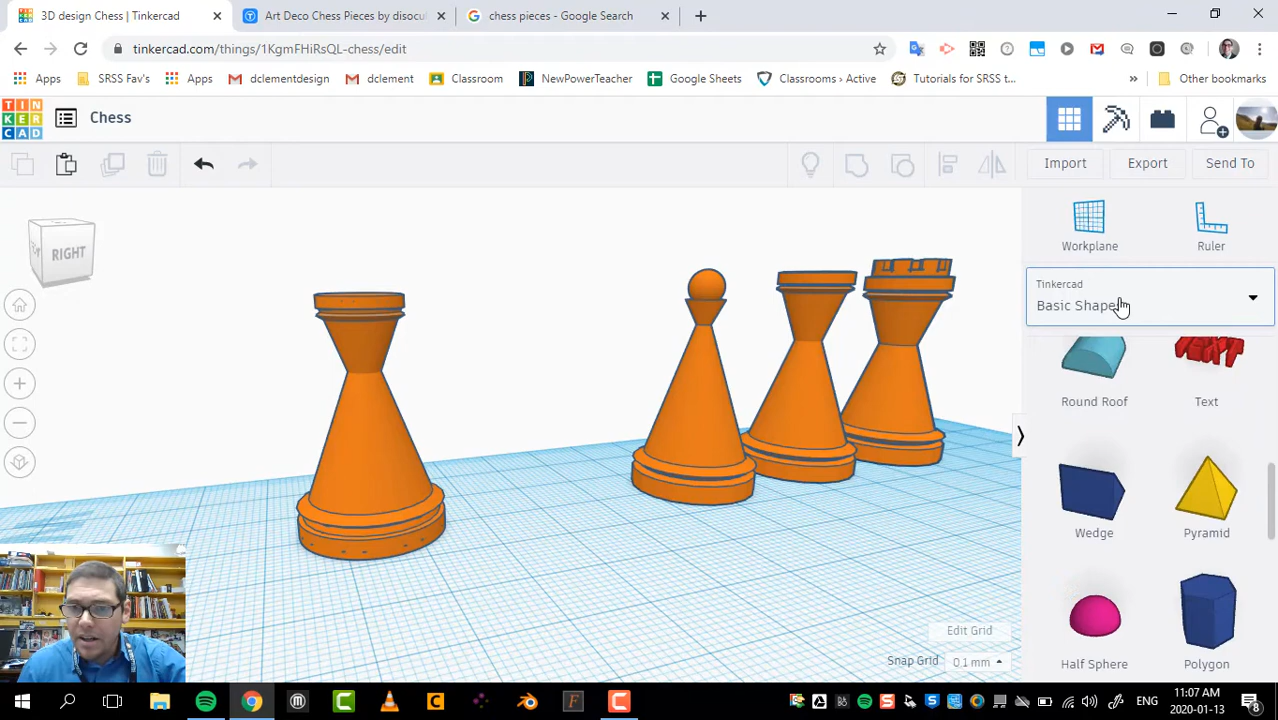 3D design Chess | Tinkercad
Art Deco Chess Pieces by disocu
chess pieces - Google Search
tinkercad.com/things/1KgmFHiRsQL-chess/edit
Apps
SRSS Fav's
Apps
dclementdesign
dclement
Classroom
NewPowerTeacher
Google Sheets
Classrooms › Active
Tutorials for SRSS t...
»
Other bookmarks
TIN
KER
CAD
Chess
Import
Export
Send To
RIGHT
Workplane
Ruler
Tinkercad
Basic Shapes
Round Roof
Text
Wedge
Pyramid
Half Sphere
Polygon
Edit Grid
Snap Grid
0.1 mm
ENG
11:07 AM
2020-01-13
8